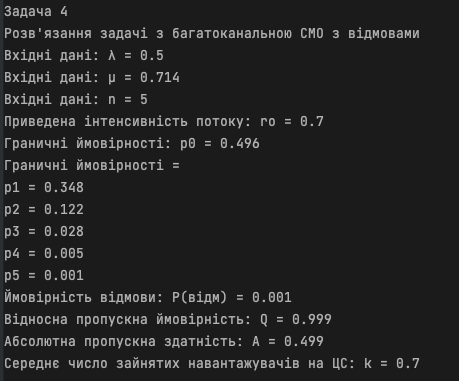 Задача 4
Розв'язання задачі з багатоканальною СМО з відмовами
Вхідні дані: λ = 0.5
Вхідні дані: μ = 0.714
Вхідні дані: n = 5
Приведена інтенсивність потоку: ro = 0.7
Граничні ймовірності: p0 = 0.496
Граничні ймовірності =
p1 = 0.348
p2 = 0.122
p3 = 0.028
p4 = 0.005
p5 = 0.001
Ймовірність відмови: P(відм) = 0.001
Відносна пропускна ймовірність: Q = 0.999
Абсолютна пропускна здатність: A = 0.499
Середнє число зайнятих навантажувачів на ЦС: k = 0.7